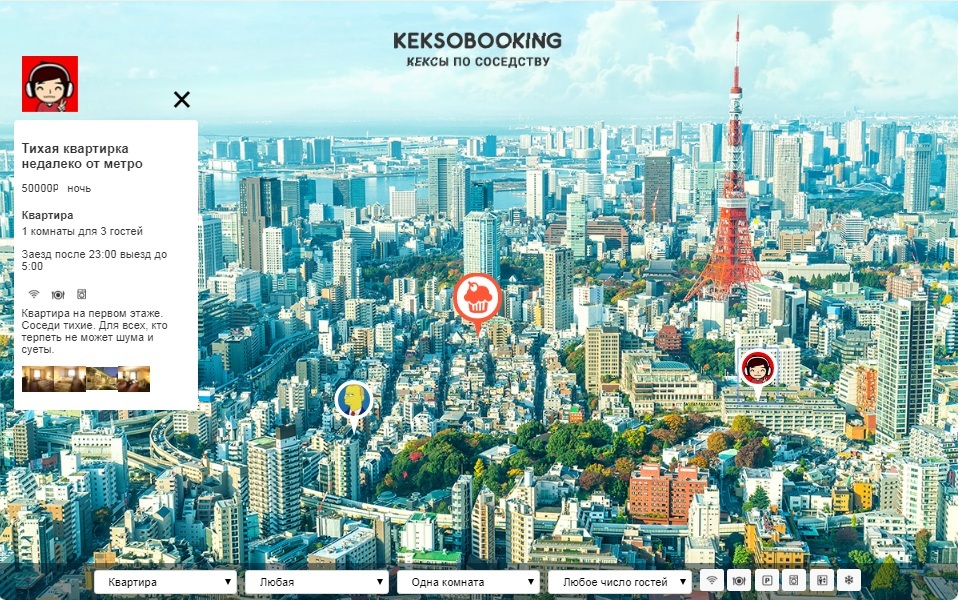 KEKSOBOOKING
КЕКСЫ ПО СОСЕДСТВУ
Тихая квартирка
недалеко от метро
50000₽ ночь
Квартира
1 комнаты для 3 гостей
Заезд после 23:00 выезд до
5:00
Квартира на первом этаже.
Соседи тихие. Для всех, кто
терпеть не может шума и
суеты.
Квартира
Любая
Одна комната
Любое число гостей
P